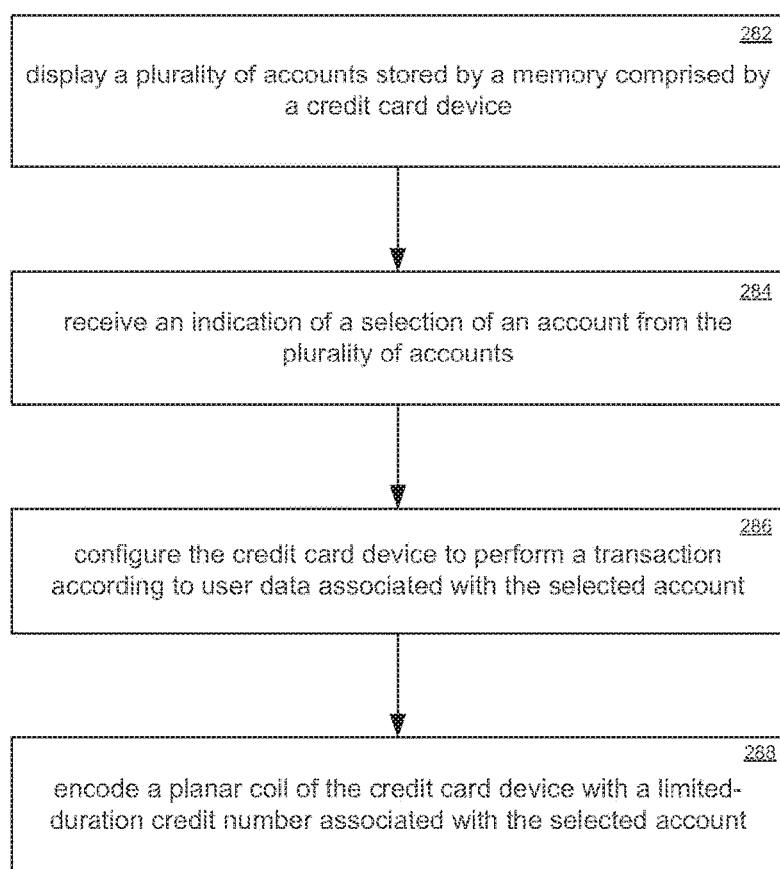 282
display a plurality of accounts stored by a memory comprised by
a credit card device
284
receive an indication of a selection of an account from the
plurality of accounts
286
configure the credit card device to perform a transaction
according to user data associated with the selected account
288
encode a planar coil of the credit card device with a limited-
duration credit number associated with the selected account